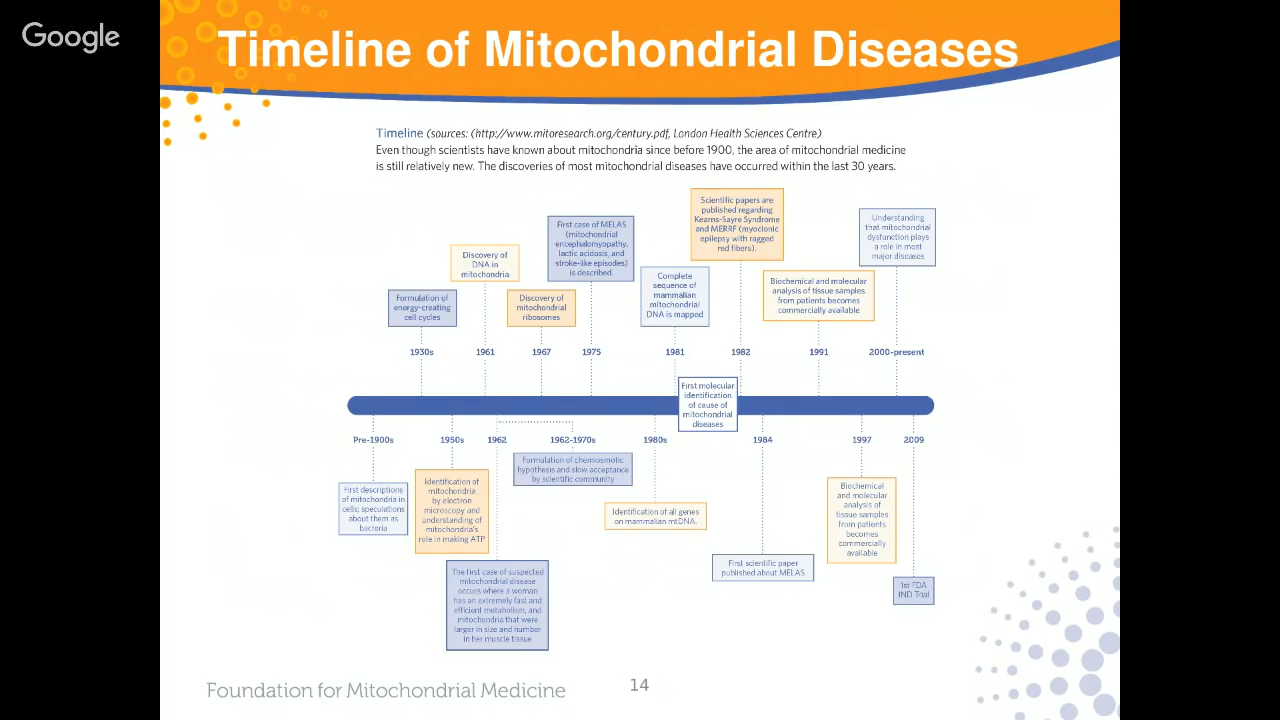 Google
Timeline of Mitochondrial Diseases
Timeline (sources: (http://www.mitoresearch.org/century.pdf, London Health Sciences Centre)
Even though scientists have known about mitochondria since before 1900, the area of mitochondrial medicine
is still relatively new. The discoveries of most mitochondrial diseases have occurred within the last 30 years.
Formulation of
energy-creating
cell cycles
Discovery of
DNA in
mitochondria
Discovery of
mitochondrial
ribosomes
First case of MELAS
(mitochondrial
encephalomyopathy,
lactic acidosis, and
stroke-like episodes)
is described.
Complete
sequence of
mammalian
mitochondrial
DNA is mapped
Scientific papers are
published regarding
Kearns-Sayre Syndrome
and MERRF (myoclonic
epilepsy with ragged
red fibers).
Biochemical and molecular
analysis of tissue samples
from patients becomes
commercially available
Understanding
that mitochondrial
dysfunction plays
a role in most
major diseases
1930s 1961 1967 1975 1981 1982 1991 2000-present
First molecular
identification
of cause of
mitochondrial
diseases
Pre-1900s 1950s 1962 1962-1970s 1980s 1984 1997 2009
First descriptions
of mitochondria in
cells; speculations
about them as
bacteria
Identification of
mitochondria
by electron
microscopy and
understanding of
mitochondria's
role in making ATP
The first case of suspected
mitochondrial disease
occurs where a woman
has an extremely fast and
efficient metabolism, and
mitochondria that were
larger in size and number
in her muscle tissue
Formulation of chemosmotic
hypothesis and slow acceptance
by scientific community
Identification of all genes
on mammalian mtDNA.
First scientific paper
published about MELAS
Biochemical
and molecular
analysis of
tissue samples
from patients
becomes
commercially
available
1st FDA
IND Trial
Foundation for Mitochondrial Medicine
14